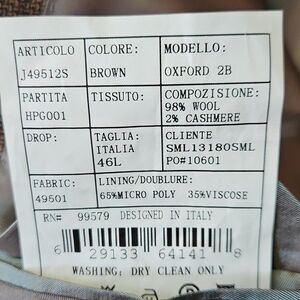 ARTICOLO COLORE: MODELLO:
J49512S BROWN OXFORD 2B
PARTITA TISSUTO: COMPOZISIONE:
HPG001 98% WOOL
2% CASHMERE
DROP: TAGLIA: CLIENTE
ITALIA SML13180SML
46L PO#10601
FABRIC: LINING/DOUBLURE:
49501 65%MICRO POLY 35%VISCOSE
RN# 99579 DESIGNED IN ITALY
6 29133 64141 8
WASHING: DRY CLEAN ONLY